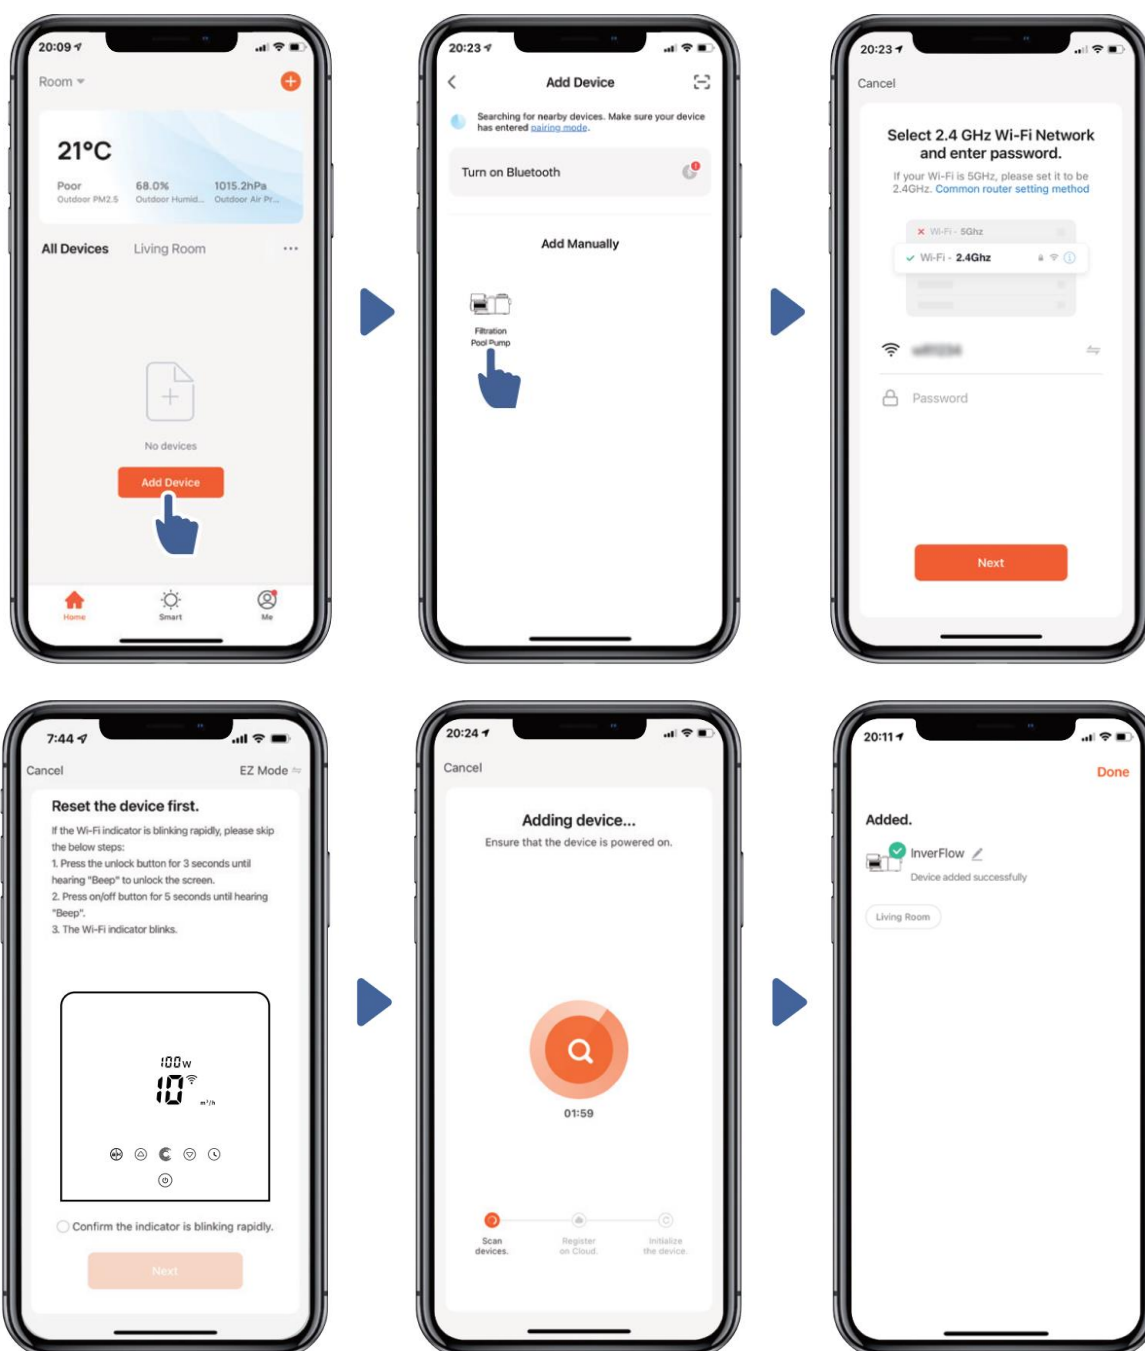 20:09
Room
21°C
Poor 68.0% 1015.2hPa
Outdoor PM2.5 Outdoor Humid... Outdoor Air Pr...
All Devices Living Room ...
No devices
Add Device
Home Smart Me
20:23
Add Device
Searching for nearby devices. Make sure your device
has entered pairing mode.
Turn on Bluetooth
Add Manually
Filtration
Pool Pump
20:23
Cancel
Select 2.4 GHz Wi-Fi Network
and enter password.
If your Wi-Fi is 5GHz, please set it to be
2.4GHz. Common router setting method
Wi-Fi - 5Ghz
Wi-Fi - 2.4Ghz
Password
Next
7:44
Cancel EZ Mode
Reset the device first.
If the Wi-Fi indicator is blinking rapidly, please skip
the below steps:
1. Press the unlock button for 3 seconds until
hearing "Beep" to unlock the screen.
2. Press on/off button for 5 seconds until hearing
"Beep".
3. The Wi-Fi indicator blinks.
100w
10
m³/h
Confirm the indicator is blinking rapidly.
Next
20:24
Cancel
Adding device...
Ensure that the device is powered on.
01:59
Scan Register Initialize
devices. on Cloud. the device.
20:11
Done
Added.
InverFlow
Device added successfully
Living Room